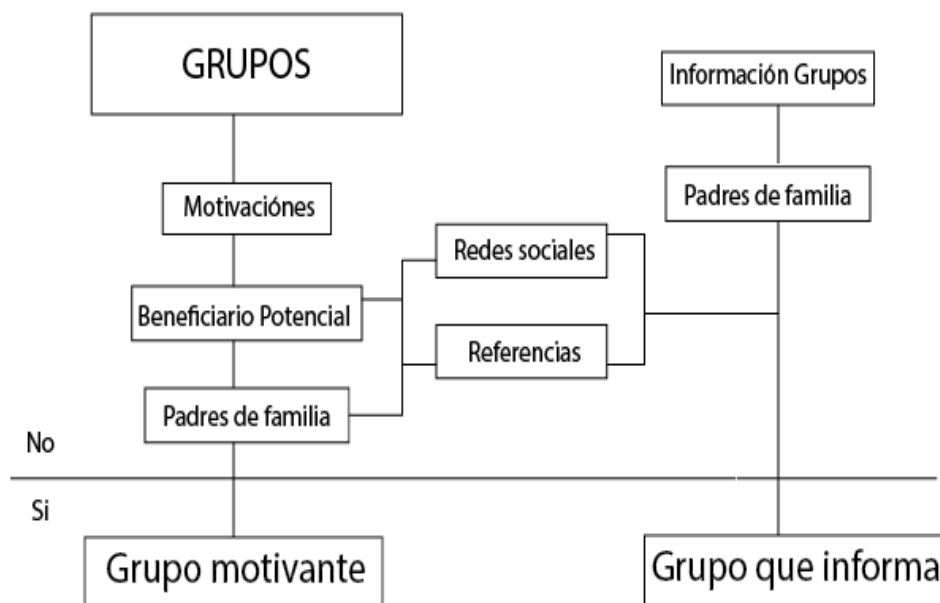 GRUPOS
Información Grupos
Motivaciónes
Padres de familia
Redes sociales
Beneficiario Potencial
Referencias
Padres de familia
No
Si
Grupo motivante
Grupo que informa